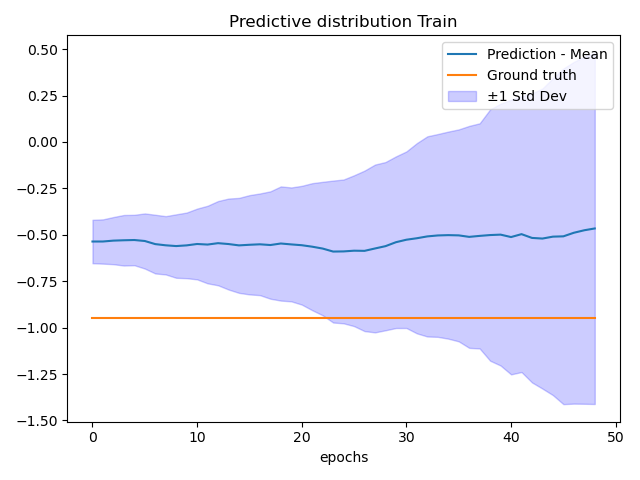 Predictive distribution Train
Prediction - Mean
Ground truth
±1 Std Dev
0.50
0.25
0.00
−0.25
−0.50
−0.75
−1.00
−1.25
−1.50
0 10 20 30 40 50
epochs